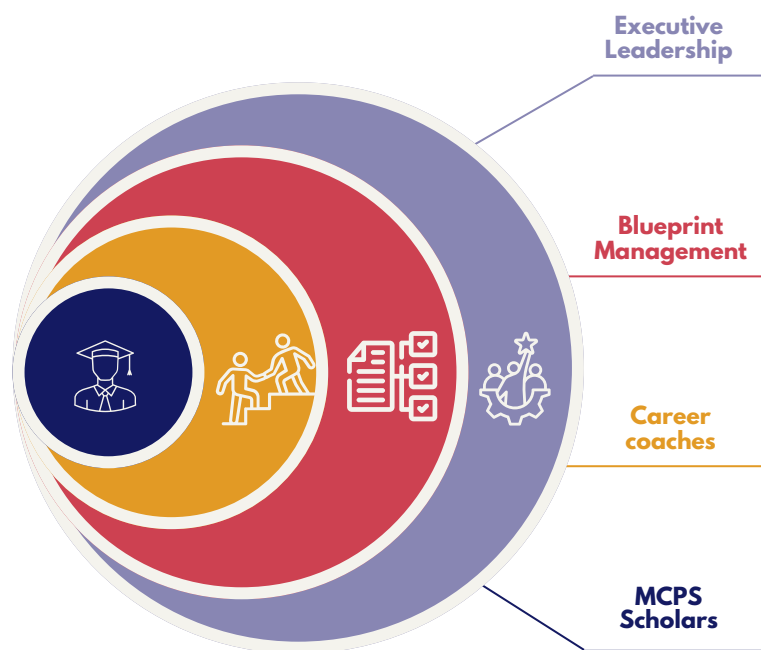 Executive
Leadership
Blueprint
Management
Career
coaches
MCPS
Scholars